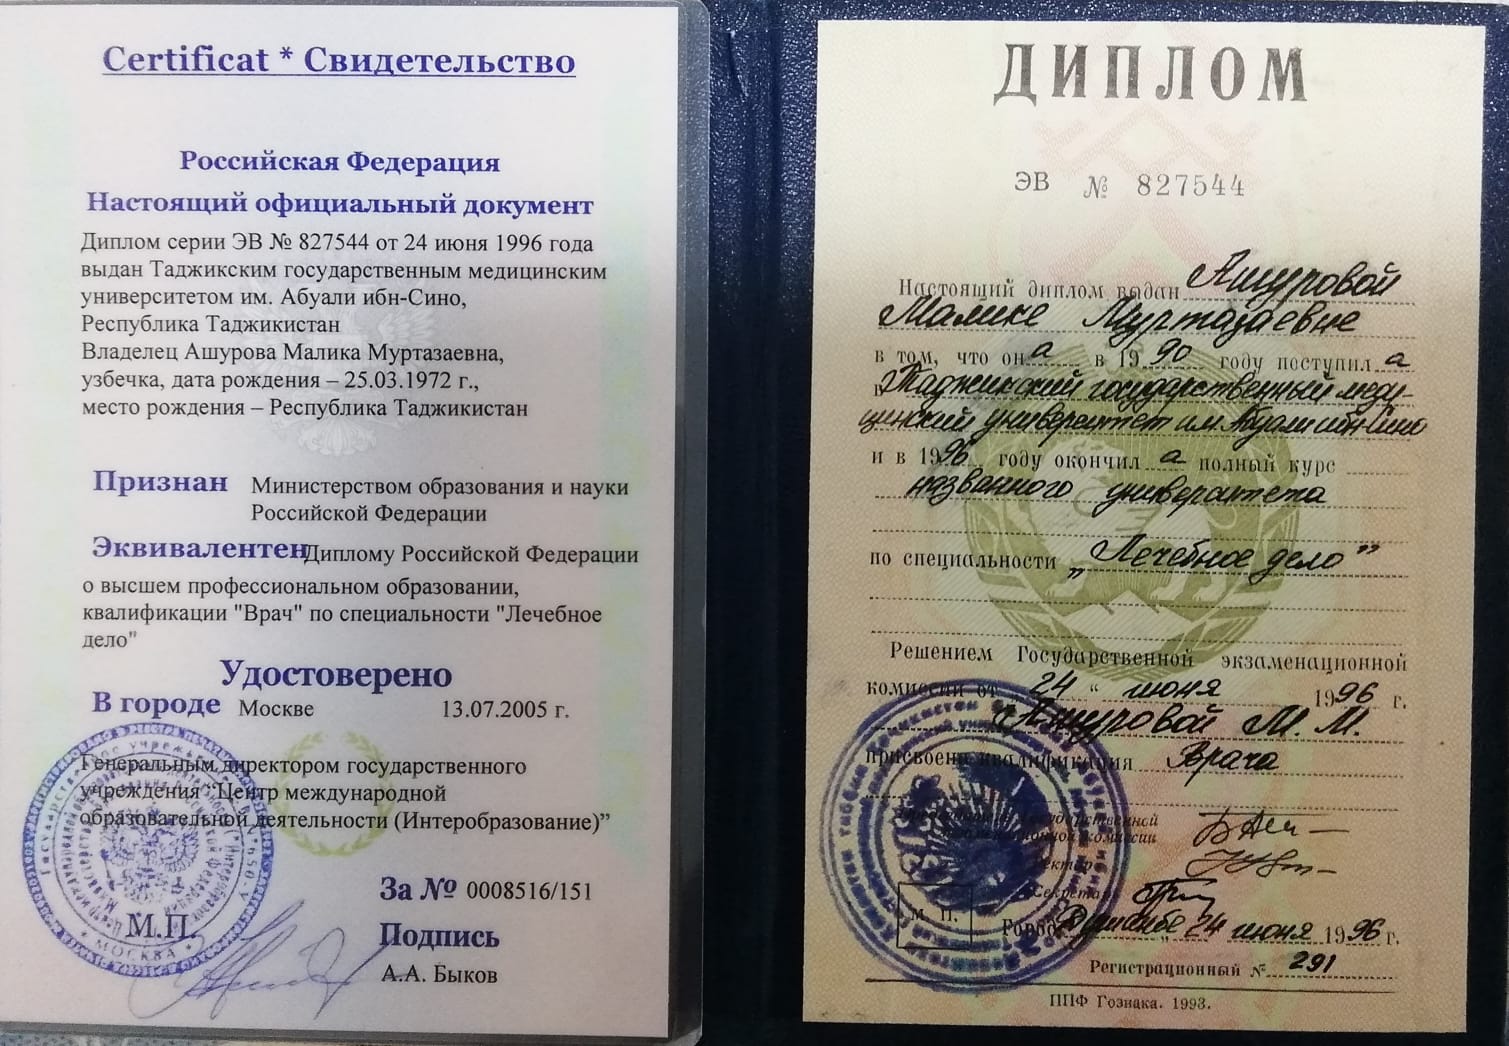 Certificat * Свидетельство
Российская Федерация
Настоящий официальный документ
Диплом серии ЭВ № 827544 от 24 июня 1996 года
выдан Таджикским государственным медицинским
университетом им. Абуали ибн-Сино,
Республика Таджикистан
Владелец Ашурова Малика Муртазаевна,
узбечка, дата рождения – 25.03.1972 г.,
место рождения – Республика Таджикистан
Признан Министерством образования и науки
Российской Федерации
Эквивалентен Диплому Российской Федерации
о высшем профессиональном образовании,
квалификации "Врач" по специальности "Лечебное
дело"
Удостоверено
В городе Москве 13.07.2005 г.
Генеральным директором государственного
учреждения "Центр международной
образовательной деятельности (Интеробразование)”
За № 0008516/151
М.П.
МОСКВА
Подпись
А.А. Быков
ДИПЛОМ
ЭВ № 827544
Настоящий диплом выдан Ашуровой
Малике Муртазаевне
в том, что она в 1990 году поступила
в Таджикский государственный меди-
цинский университет им Абуали ибн Сино
и в 1996 году окончила полный курс
названного университета
по специальности „Лечебное дело”
Решением Государственной экзаменационной
комиссии от „24“ июня 1996 г.
Ашуровой М. М.
присвоена квалификация Врача
Государственной
комиссии
Ректор
Секретарь
М. П.
Город Душанбе 24 июня 1996 г.
Регистрационный № 291
ППФ Гознака. 1993.